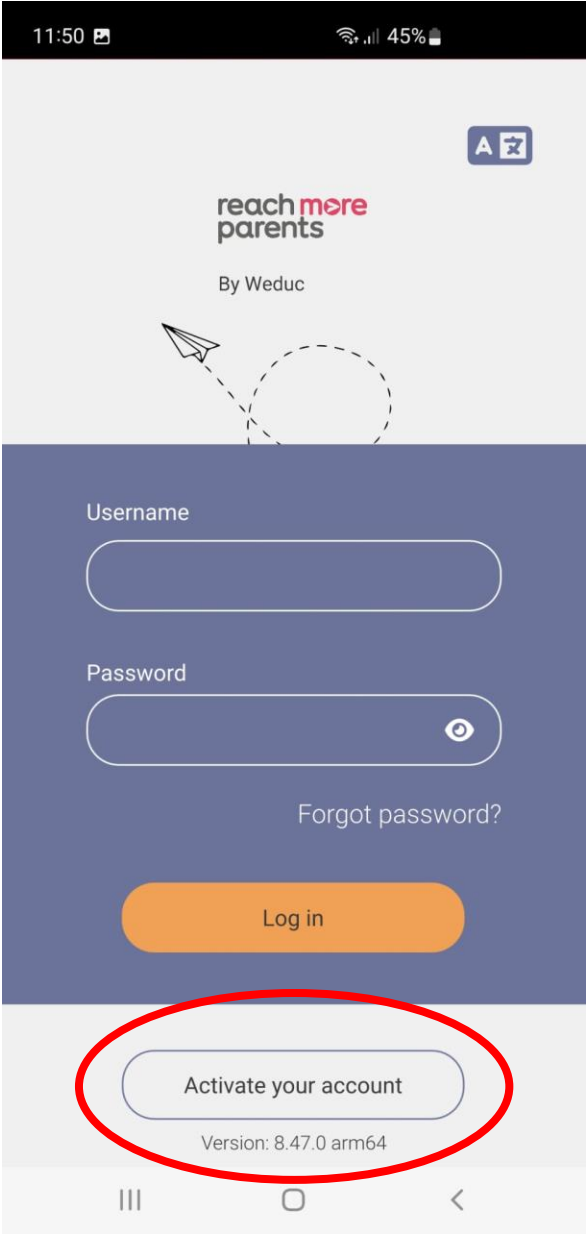 11:50 45%
A 文
reach more
parents
By Weduc
Username
Password
Forgot password?
Log in
Activate your account
Version: 8.47.0 arm64